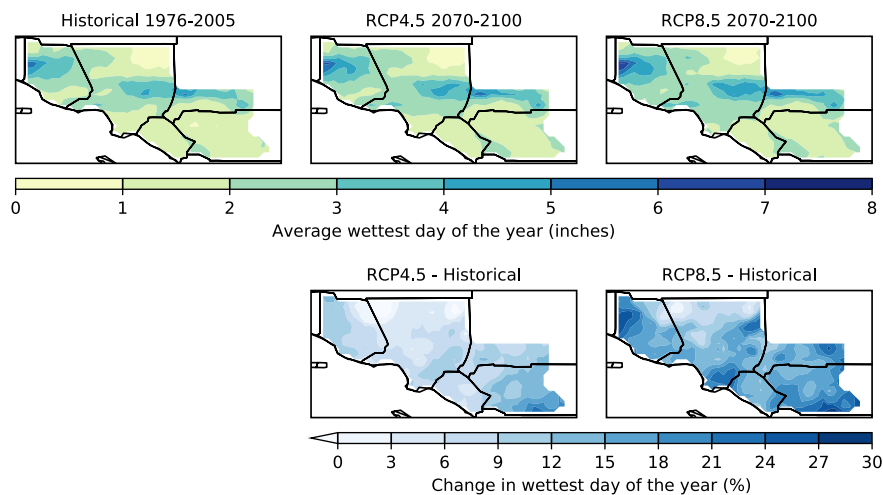 Historical 1976-2005 RCP4.5 2070-2100 RCP8.5 2070-2100
0 1 2 3 4 5 6 7 8
Average wettest day of the year (inches)
RCP4.5 - Historical RCP8.5 - Historical
0 3 6 9 12 15 18 21 24 27 30
Change in wettest day of the year (%)